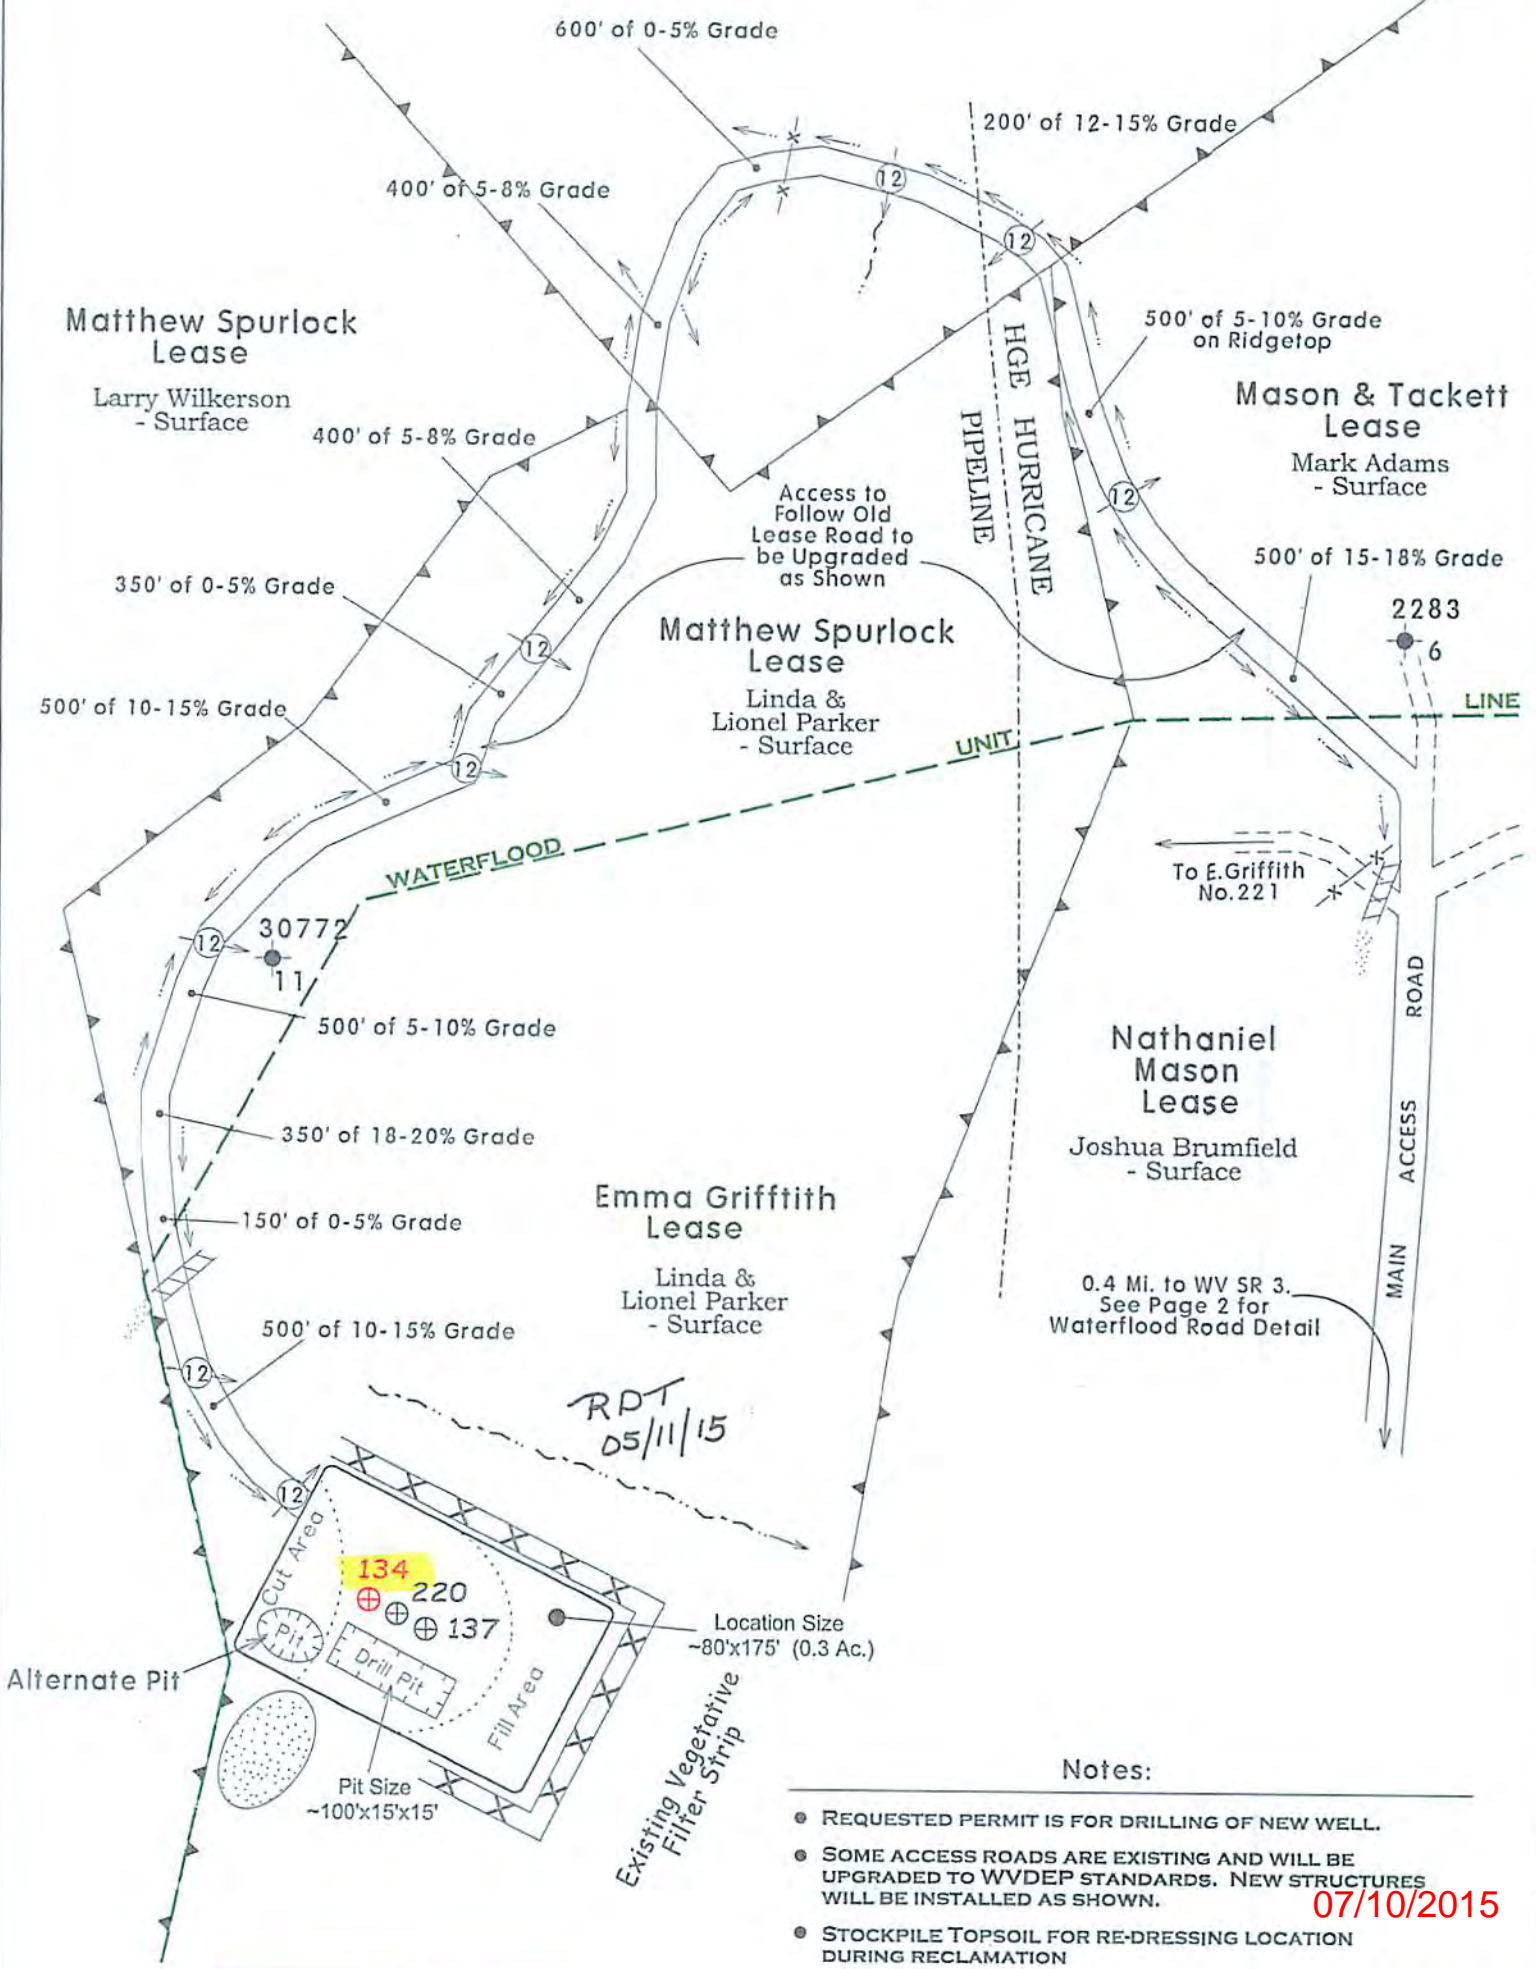 600' of 0-5% Grade
200' of 12-15% Grade
400' of 5-8% Grade
12
12
Matthew Spurlock
Lease
Larry Wilkerson
- Surface
500' of 5-10% Grade
on Ridgetop
HGE HURRICANE
PIPELINE
Mason & Tackett
Lease
Mark Adams
- Surface
400' of 5-8% Grade
Access to
Follow Old
Lease Road to
be Upgraded
as Shown
12
500' of 15-18% Grade
350' of 0-5% Grade
2283
6
12
Matthew Spurlock
Lease
Linda &
Lionel Parker
- Surface
500' of 10-15% Grade
LINE
UNIT
12
WATERFLOOD
To E.Griffith
No.221
12
30772
11
500' of 5-10% Grade
MAIN ACCESS ROAD
Nathaniel
Mason
Lease
Joshua Brumfield
- Surface
350' of 18-20% Grade
150' of 0-5% Grade
Emma Grifftith
Lease
Linda &
Lionel Parker
- Surface
0.4 Mi. to WV SR 3.
See Page 2 for
Waterflood Road Detail
500' of 10-15% Grade
12
RDT
05/11/15
12
Cut Area
134
220
137
Pit
Drill Pit
Fill Area
Location Size
~80'x175' (0.3 Ac.)
Alternate Pit
Pit Size
~100'x15'x15'
Existing Vegetative
Filter Strip
Notes:
REQUESTED PERMIT IS FOR DRILLING OF NEW WELL.
SOME ACCESS ROADS ARE EXISTING AND WILL BE
UPGRADED TO WVDEP STANDARDS. NEW STRUCTURES
WILL BE INSTALLED AS SHOWN.
07/10/2015
STOCKPILE TOPSOIL FOR RE-DRESSING LOCATION
DURING RECLAMATION